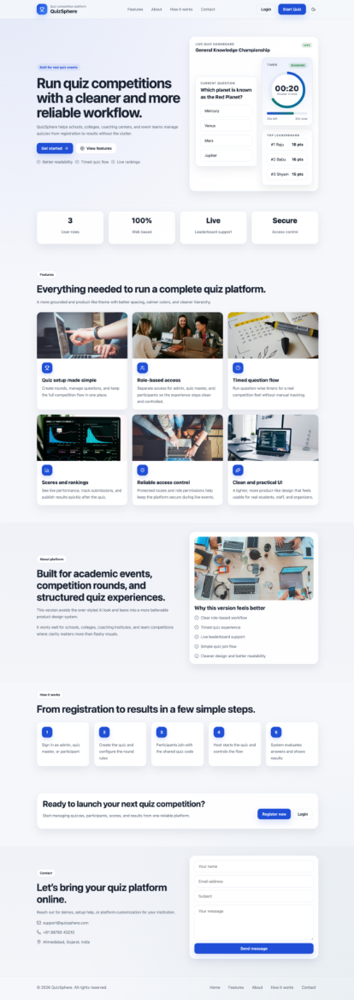 Quiz competition platform
QuizSphere
Home
Features
About
How it works
Contact
Login
Start Quiz
Built for real quiz events
Run quiz competitions
with a cleaner and more
reliable workflow.
QuizSphere helps schools, colleges, coaching centers, and event teams manage
quizzes from registration to results without the clutter.
Get started →
View features
Better readability
Timed quiz flow
Live rankings
LIVE QUIZ DASHBOARD
General Knowledge Championship
LIVE
CURRENT QUESTION
Which planet is known
as the Red Planet?
Mercury
Venus
Mars
Jupiter
TIMER
RUNNING
00:20
TOP LEADERBOARD
#1 Raju 18 pts
#2 Babu 16 pts
#3 Shyam 15 pts
3
User roles
100%
Web based
Live
Leaderboard support
Secure
Access control
Features
Everything needed to run a complete quiz platform.
A more grounded and product-like theme with better spacing, calmer colors, and cleaner hierarchy.
Quiz setup made simple
Create rounds, manage questions, and keep
the full competition flow in one place.
Role-based access
Separate access for admin, quiz master, and
participants so the experience stays clean
and controlled.
Timed question flow
Run question-wise timers for a real
competition feel without manual tracking.
Scores and rankings
See live performance, track submissions, and
publish results quickly after the quiz.
Reliable access control
Protected routes and role permissions help
keep the platform secure during live events.
Clean and practical UI
A lighter, more product-like design that feels
usable for real students, staff, and organizers.
About platform
Built for academic events,
competition rounds, and
structured quiz experiences.
This version avoids the over-styled AI look and leans into a more believable
product design system.
It works well for schools, colleges, coaching institutes, and team competitions
where clarity matters more than flashy visuals.
Why this version feels better
Clear role-based workflow
Timed quiz experience
Live leaderboard support
Simple quiz join flow
Cleaner design and better readability
How it works
From registration to results in a few simple steps.
1
Sign in as admin, quiz
master, or participant
2
Create the quiz and
configure the round
rules
3
Participants join with
the shared quiz code
4
Host starts the quiz and
controls the flow
5
System evaluates
answers and shows
results
Ready to launch your next quiz competition?
Start managing quizzes, participants, scores, and results from one reliable platform.
Register now
Login
Contact
Let's bring your quiz platform
online.
Reach out for demos, setup help, or platform customization for your institution.
support@quizsphere.com
+91 98765 43210
Ahmedabad, Gujarat, India
Your name
Email address
Subject
Your message
Send message
© 2026 QuizSphere. All rights reserved.
Home
Features
About
How it works
Contact